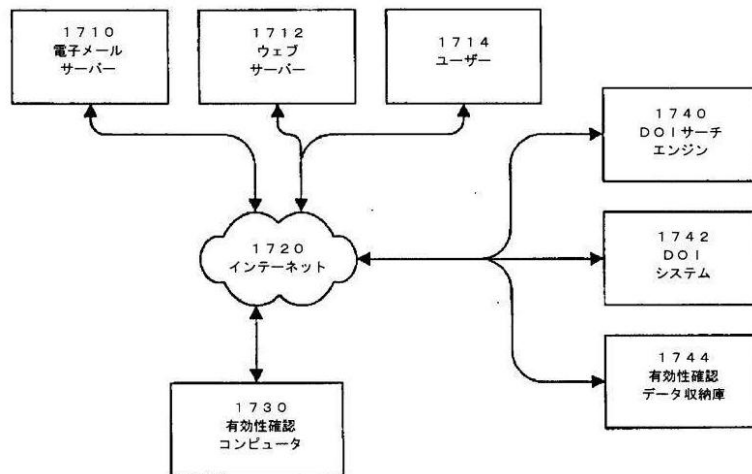 1710
電子メール
サーバー
1712
ウェブ
サーバー
1714
ユーザー
1740
DOIサーチ
エンジン
1720
インテーネット
1742
DOI
システム
1744
有効性確認
データ収納庫
1730
有効性確認
コンピュータ